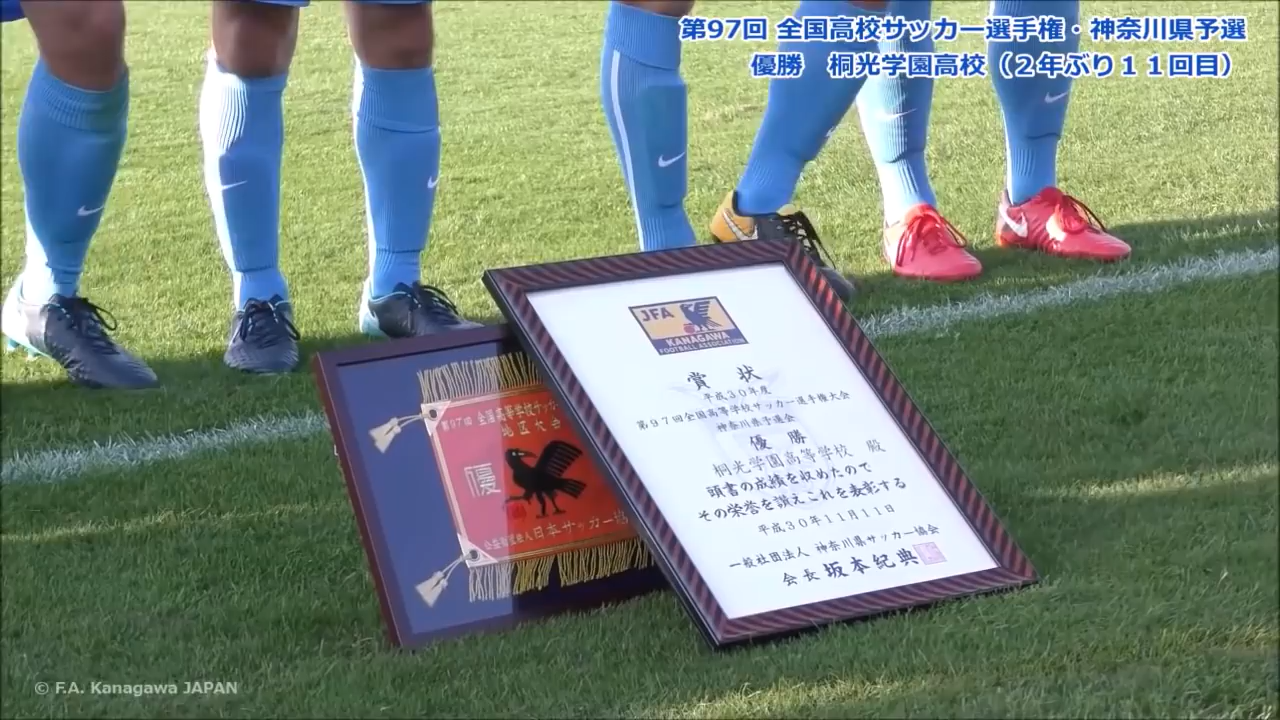 第97回 全国高校サッカー選手権・神奈川県予選
優勝　桐光学園高校（２年ぶり１１回目）
JFA
KANAGAWA
FOOTBALL ASSOCIATION
賞 状
平成３０年度
第９７回全国高等学校サッカー選手権大会
神奈川県予選会
優 勝
桐光学園高等学校 殿
頭書の成績を収めたので
その栄誉を讃えこれを表彰する
平成30年11月11日
一般社団法人 神奈川県サッカー協会
会長 坂本紀典
第97回 全国高等学校サッカー
地区大会
優
公益財団法人 日本サッカー協
© F.A. Kanagawa JAPAN